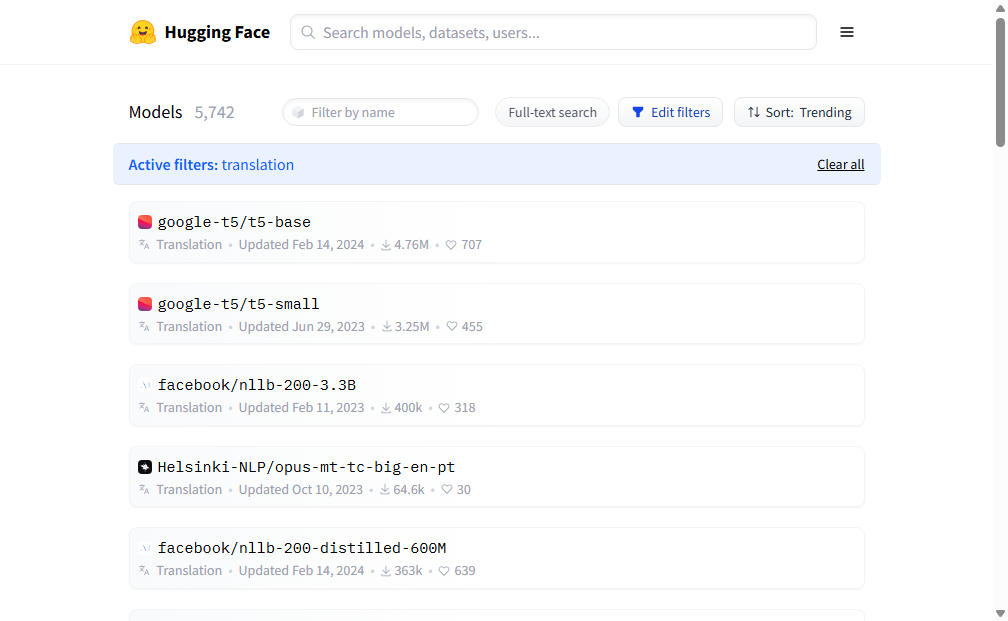 Hugging Face
Search models, datasets, users...
Models 5,742
Filter by name
Full-text search
Edit filters
Sort: Trending
Active filters: translation
Clear all
google-t5/t5-base
Translation • Updated Feb 14, 2024 • 4.76M • 707
google-t5/t5-small
Translation • Updated Jun 29, 2023 • 3.25M • 455
facebook/nllb-200-3.3B
Translation • Updated Feb 11, 2023 • 400k • 318
Helsinki-NLP/opus-mt-tc-big-en-pt
Translation • Updated Oct 10, 2023 • 64.6k • 30
facebook/nllb-200-distilled-600M
Translation • Updated Feb 14, 2024 • 363k • 639